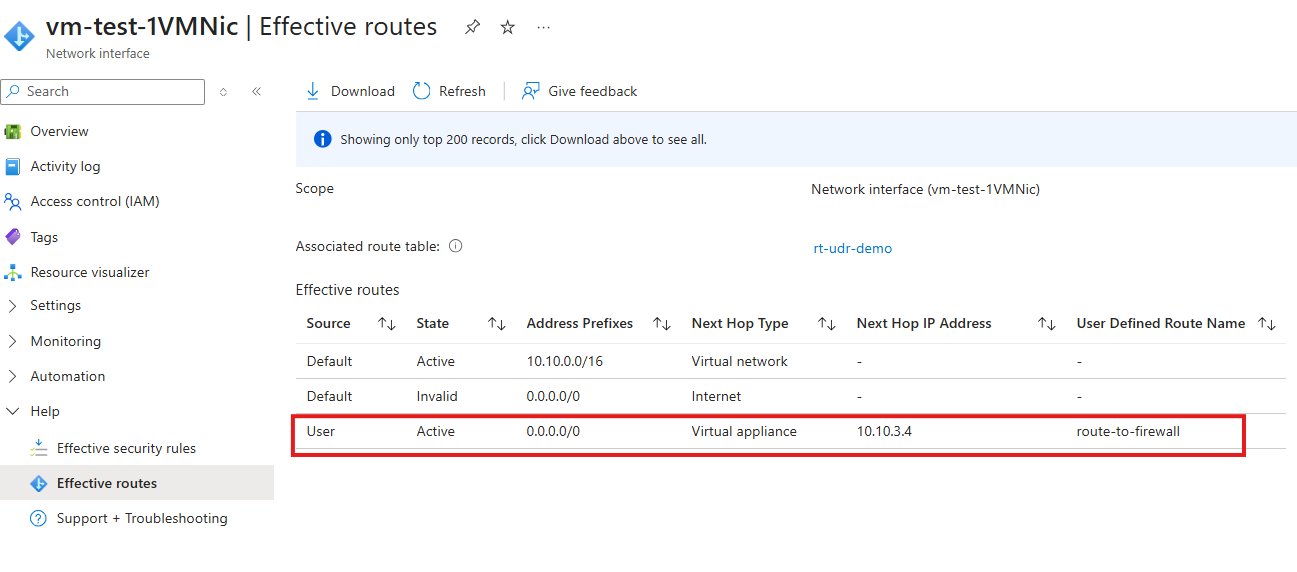 vm-test-1VMNic | Effective routes ...
Network interface
Search
Overview
Activity log
Access control (IAM)
Tags
Resource visualizer
Settings
Monitoring
Automation
Help
Effective security rules
Effective routes
Support + Troubleshooting
Download Refresh Give feedback
Showing only top 200 records, click Download above to see all.
Scope Network interface (vm-test-1VMNic)
Associated route table: rt-udr-demo
Effective routes
Source State Address Prefixes Next Hop Type Next Hop IP Address User Defined Route Name
Default Active 10.10.0.0/16 Virtual network - -
Default Invalid 0.0.0.0/0 Internet - -
User Active 0.0.0.0/0 Virtual appliance 10.10.3.4 route-to-firewall